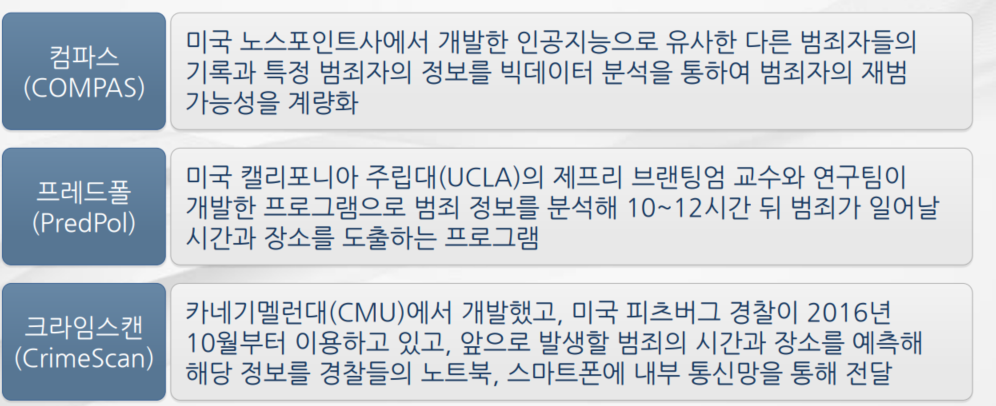 컴파스
(COMPAS)
미국 노스포인트사에서 개발한 인공지능으로 유사한 다른 범죄자들의
기록과 특정 범죄자의 정보를 빅데이터 분석을 통하여 범죄자의 재범
가능성을 계량화
프레드폴
(PredPol)
미국 캘리포니아 주립대(UCLA)의 제프리 브랜팅엄 교수와 연구팀이
개발한 프로그램으로 범죄 정보를 분석해 10~12시간 뒤 범죄가 일어날
시간과 장소를 도출하는 프로그램
크라임스캔
(CrimeScan)
카네기멜런대(CMU)에서 개발했고, 미국 피츠버그 경찰이 2016년
10월부터 이용하고 있고, 앞으로 발생할 범죄의 시간과 장소를 예측해
해당 정보를 경찰들의 노트북, 스마트폰에 내부 통신망을 통해 전달